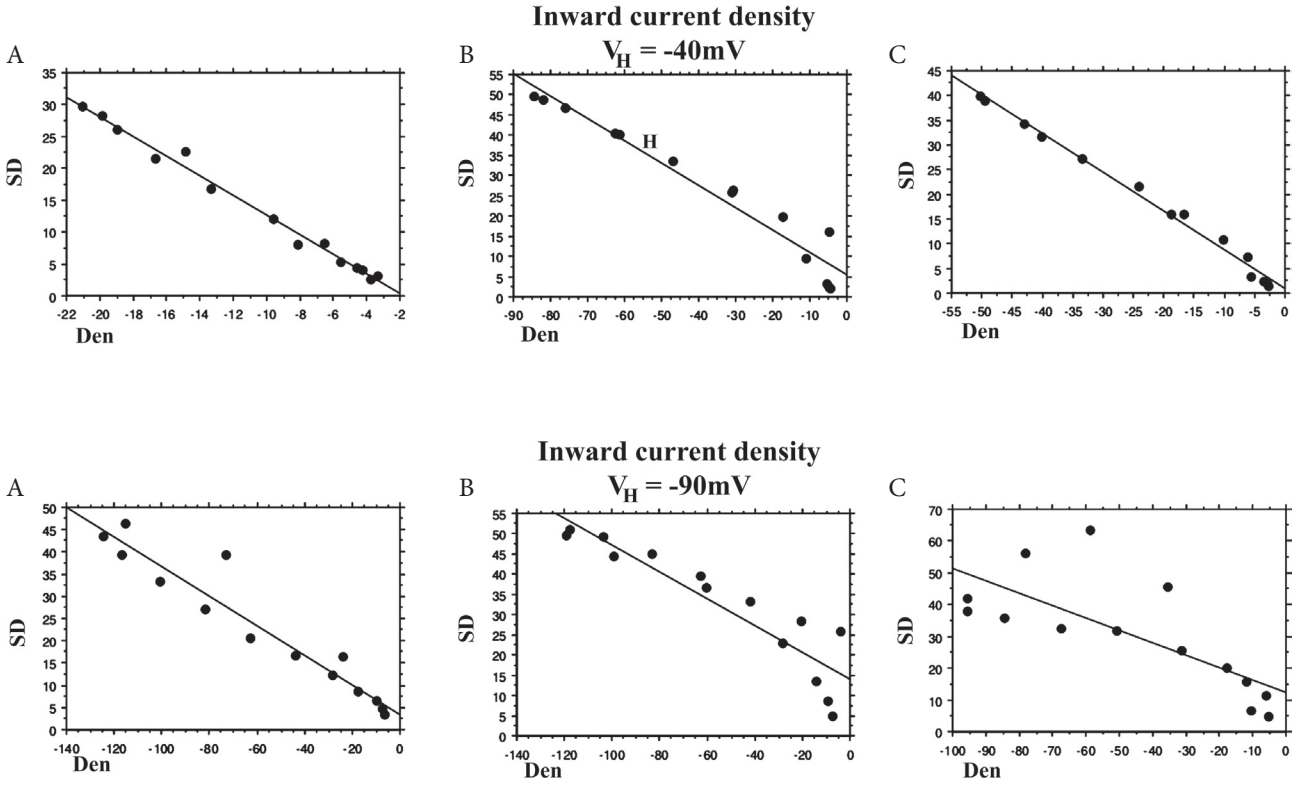 Inward current density
V_H = -40mV
A
35
30
25
20
15
10
5
0
SD
-22 -20 -18 -16 -14 -12 -10 -8 -6 -4 -2
Den
B
55
50
45
40
35
30
25
20
15
10
5
0
SD
H
-90 -80 -70 -60 -50 -40 -30 -20 -10 0
Den
C
45
40
35
30
25
20
15
10
5
0
SD
-55 -50 -45 -40 -35 -30 -25 -20 -15 -10 -5 0
Den
Inward current density
V_H = -90mV
A
50
45
40
35
30
25
20
15
10
5
0
SD
-140 -120 -100 -80 -60 -40 -20 0
Den
B
55
50
45
40
35
30
25
20
15
10
5
0
SD
-140 -120 -100 -80 -60 -40 -20 0
Den
C
70
60
50
40
30
20
10
0
SD
-100 -90 -80 -70 -60 -50 -40 -30 -20 -10 0
Den